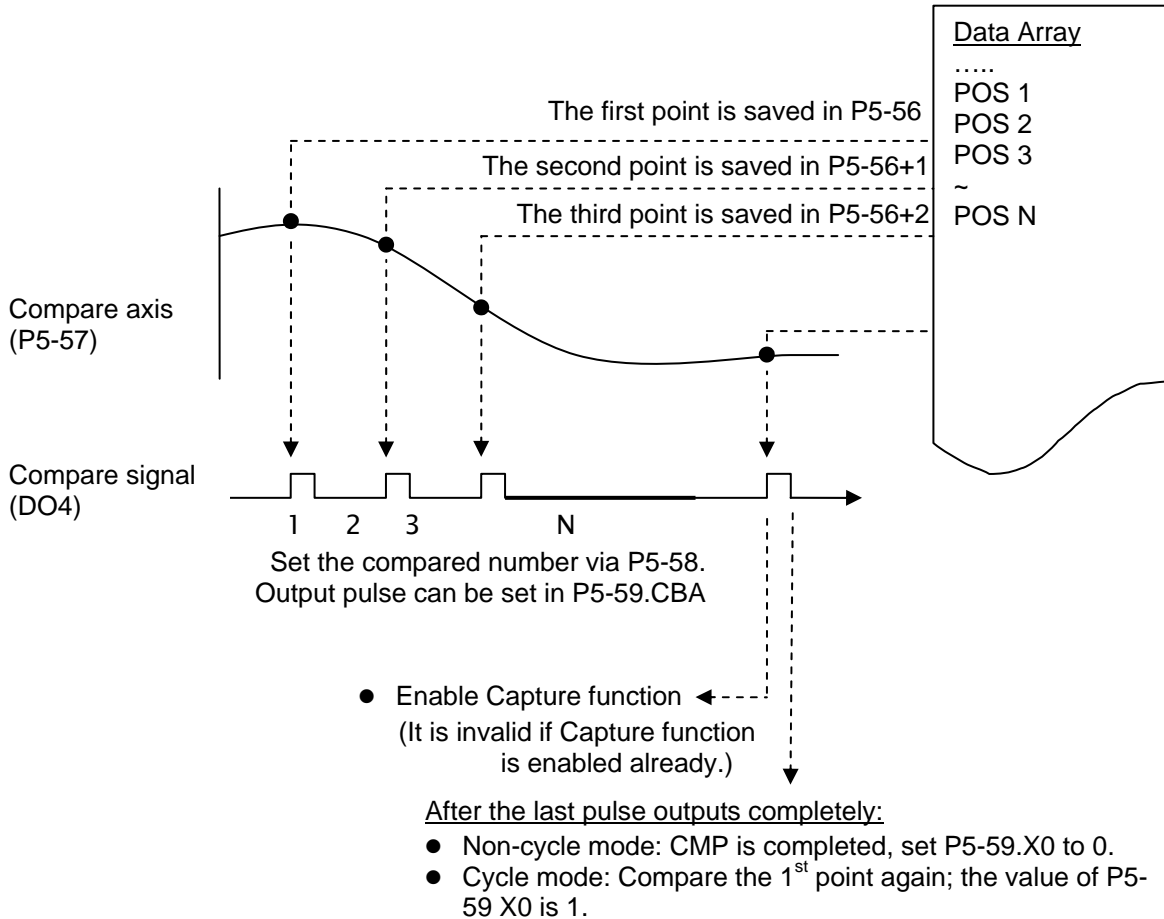 Data Array
.....
POS 1
POS 2
POS 3
~
POS N
The first point is saved in P5-56
The second point is saved in P5-56+1
The third point is saved in P5-56+2
Compare axis
(P5-57)
Compare signal
(DO4)
1 2 3 N
Set the compared number via P5-58.
Output pulse can be set in P5-59.CBA
● Enable Capture function
(It is invalid if Capture function
is enabled already.)
After the last pulse outputs completely:
● Non-cycle mode: CMP is completed, set P5-59.X0 to 0.
● Cycle mode: Compare the 1st point again; the value of P5-
59 X0 is 1.